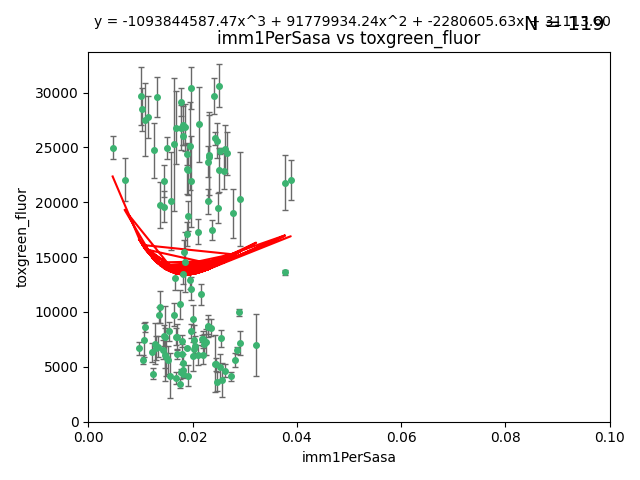 y = -1093844587.47x^3 + 91779934.24x^2 + -2280605.63x + 31113.60
N = 119
imm1PerSasa vs toxgreen_fluor
30000
25000
20000
15000
10000
5000
0
toxgreen_fluor
0.00 0.02 0.04 0.06 0.08 0.10
imm1PerSasa